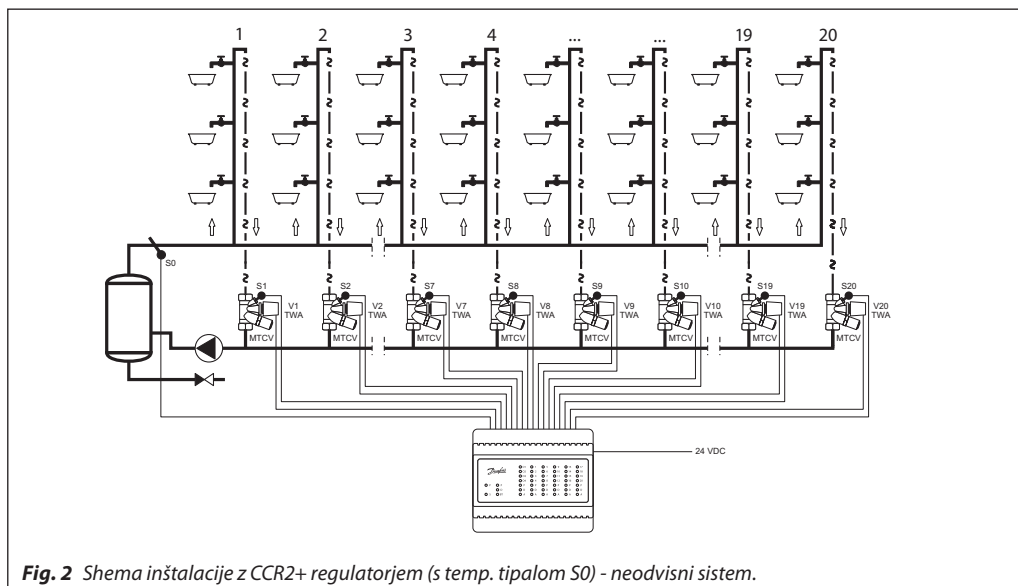 1 2 3 4 ... ... 19 20
S0
S1 S2 S7 S8 S9 S10 S19 S20
V1 V2 V7 V8 V9 V10 V19 V20
TWA TWA TWA TWA TWA TWA TWA TWA
MTCV MTCV MTCV MTCV MTCV MTCV MTCV MTCV
24 VDC
Danfoss
Fig. 2 Shema inštalacije z CCR2+ regulatorjem (s temp. tipalom S0) - neodvisni sistem.